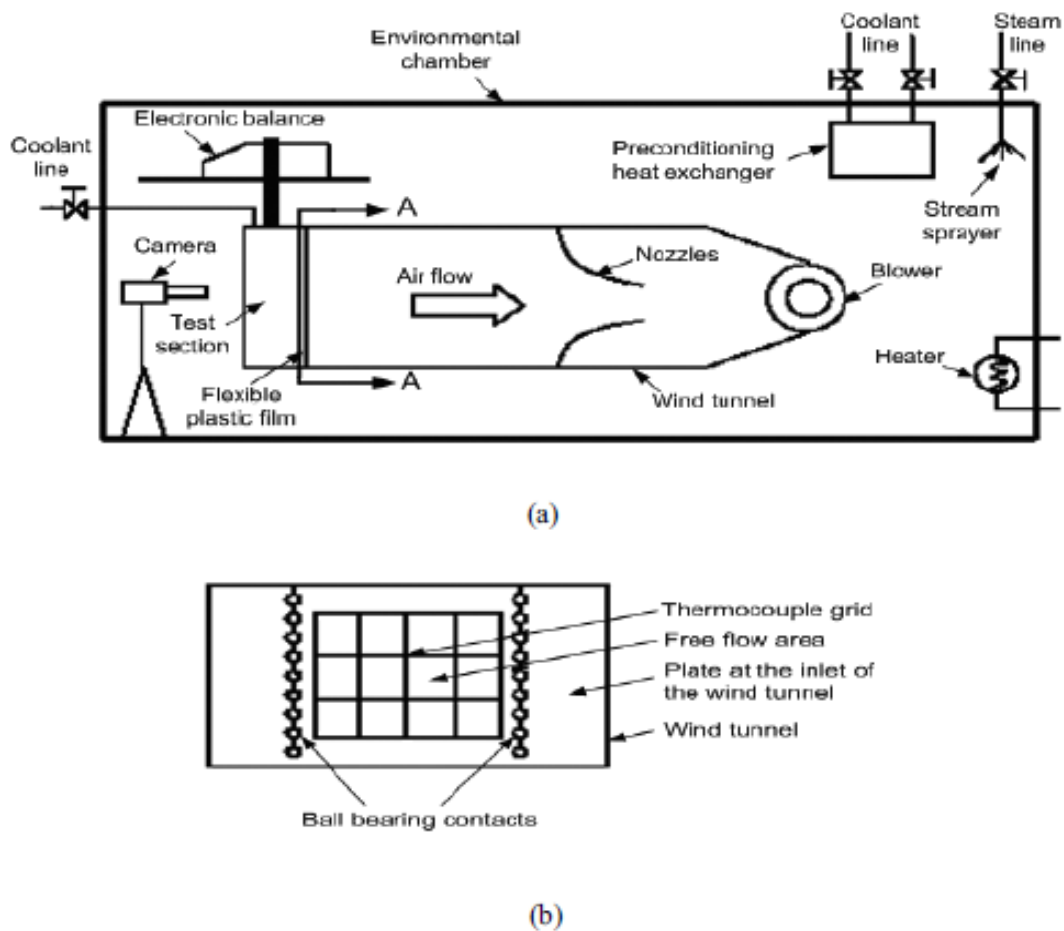 Environmental
chamber
Coolant
line
Steam
line
Electronic balance
Coolant
line
Preconditioning
heat exchanger
Stream
sprayer
A
Camera
Nozzles
Air flow
Blower
Test
section
Heater
A
Flexible
plastic film
Wind tunnel
(a)
Thermocouple grid
Free flow area
Plate at the inlet of
the wind tunnel
Wind tunnel
Ball bearing contacts
(b)